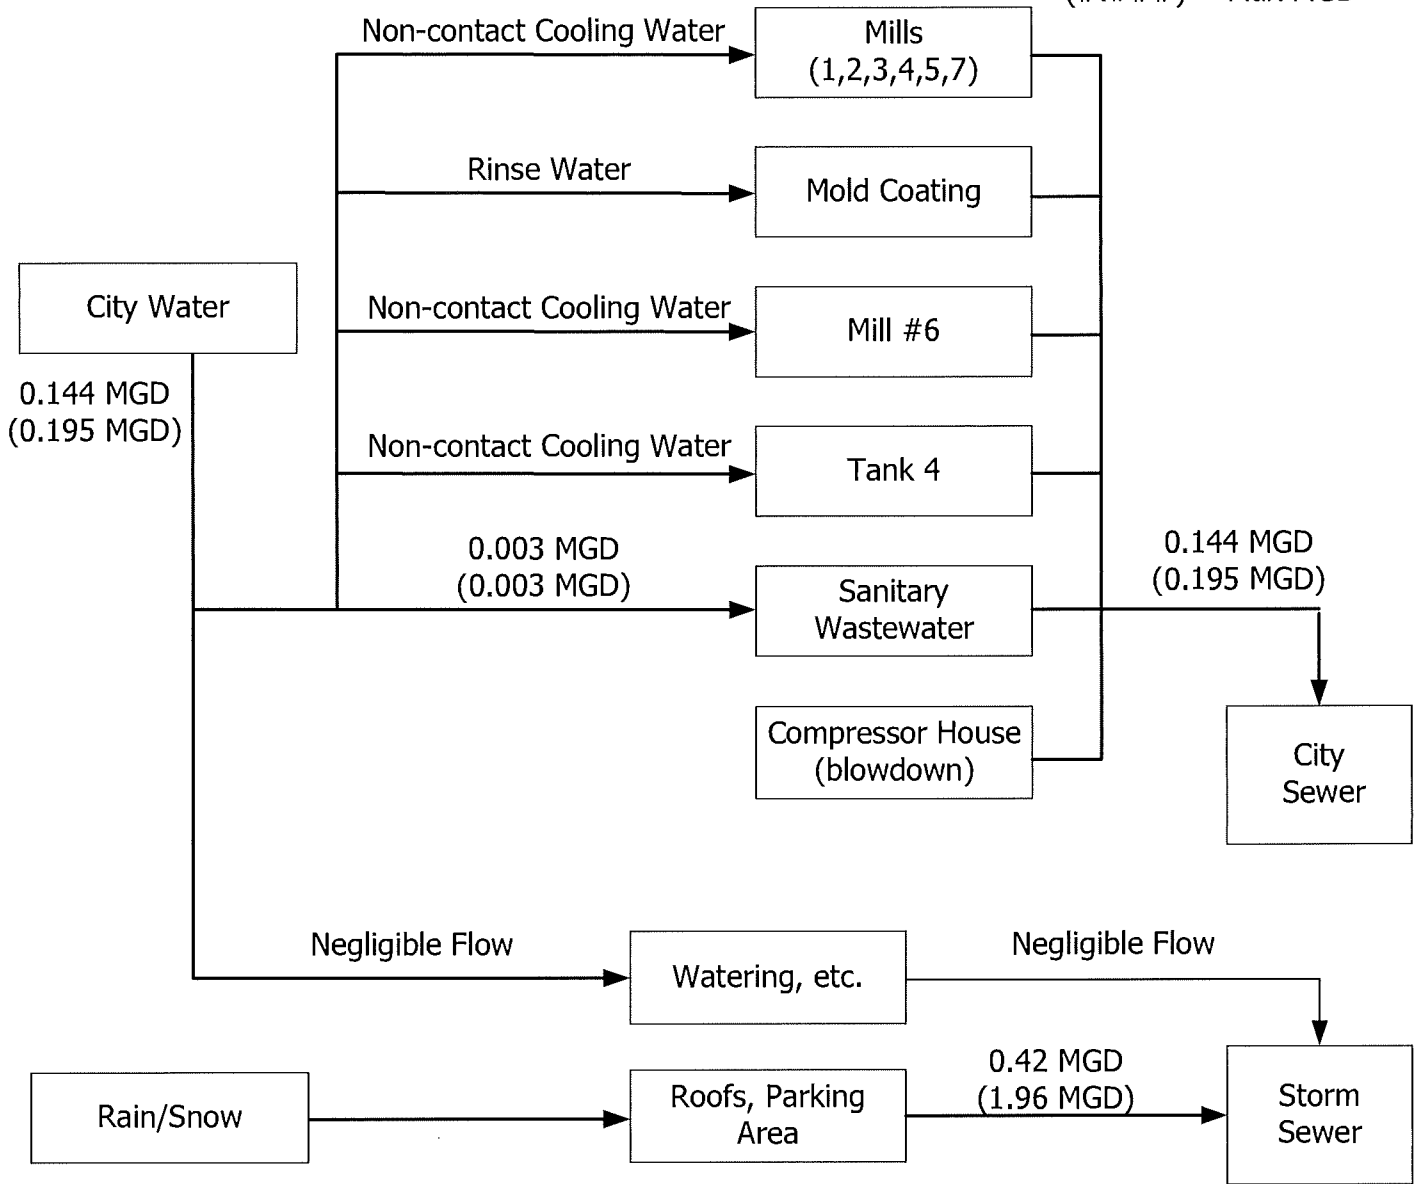 Non-contact Cooling Water
Mills
(1,2,3,4,5,7)
Rinse Water
Mold Coating
City Water
Non-contact Cooling Water
Mill #6
0.144 MGD
(0.195 MGD)
Non-contact Cooling Water
Tank 4
0.003 MGD
(0.003 MGD)
Sanitary
Wastewater
0.144 MGD
(0.195 MGD)
Compressor House
(blowdown)
City
Sewer
Negligible Flow
Watering, etc.
Negligible Flow
Rain/Snow
Roofs, Parking
Area
0.42 MGD
(1.96 MGD)
Storm
Sewer